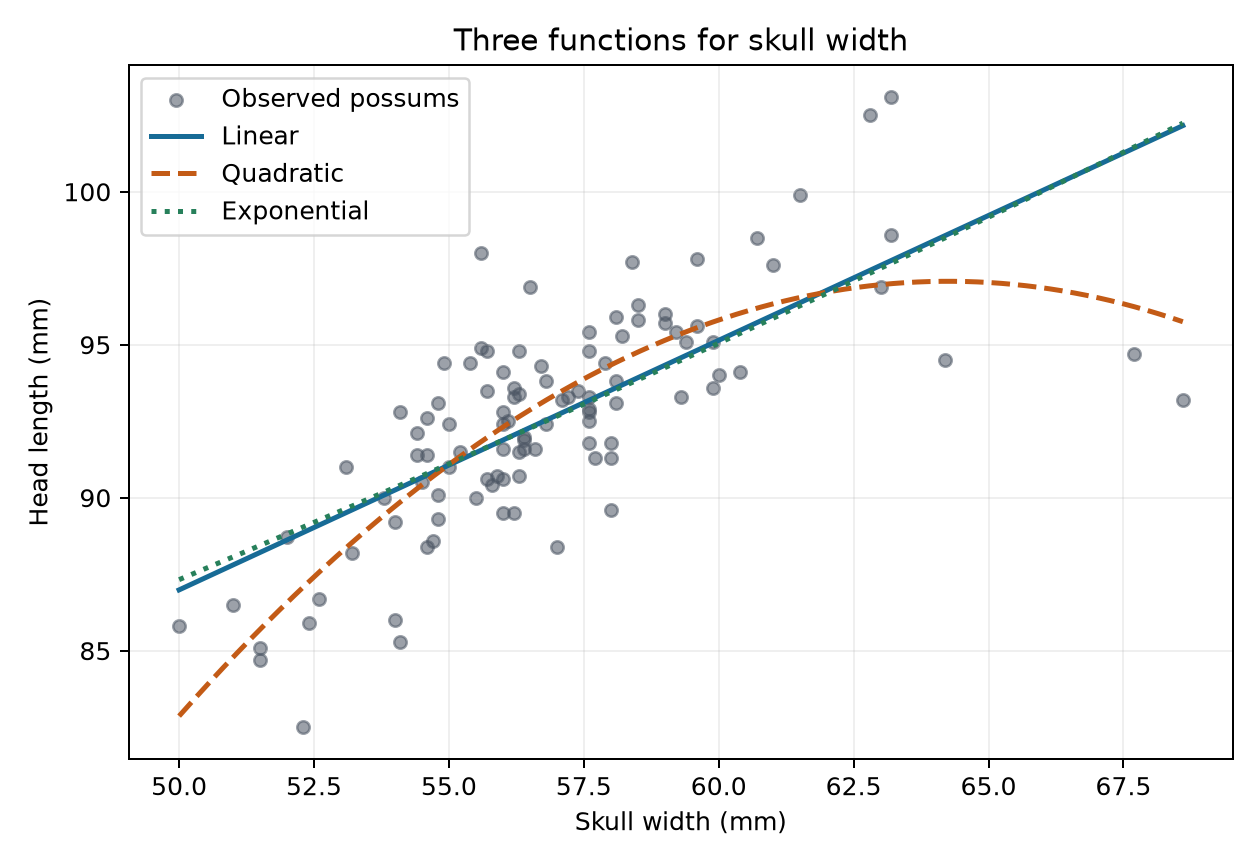 Three functions for skull width
Observed possums
Linear
Quadratic
Exponential
100
95
90
85
Head length (mm)
50.0 52.5 55.0 57.5 60.0 62.5 65.0 67.5
Skull width (mm)